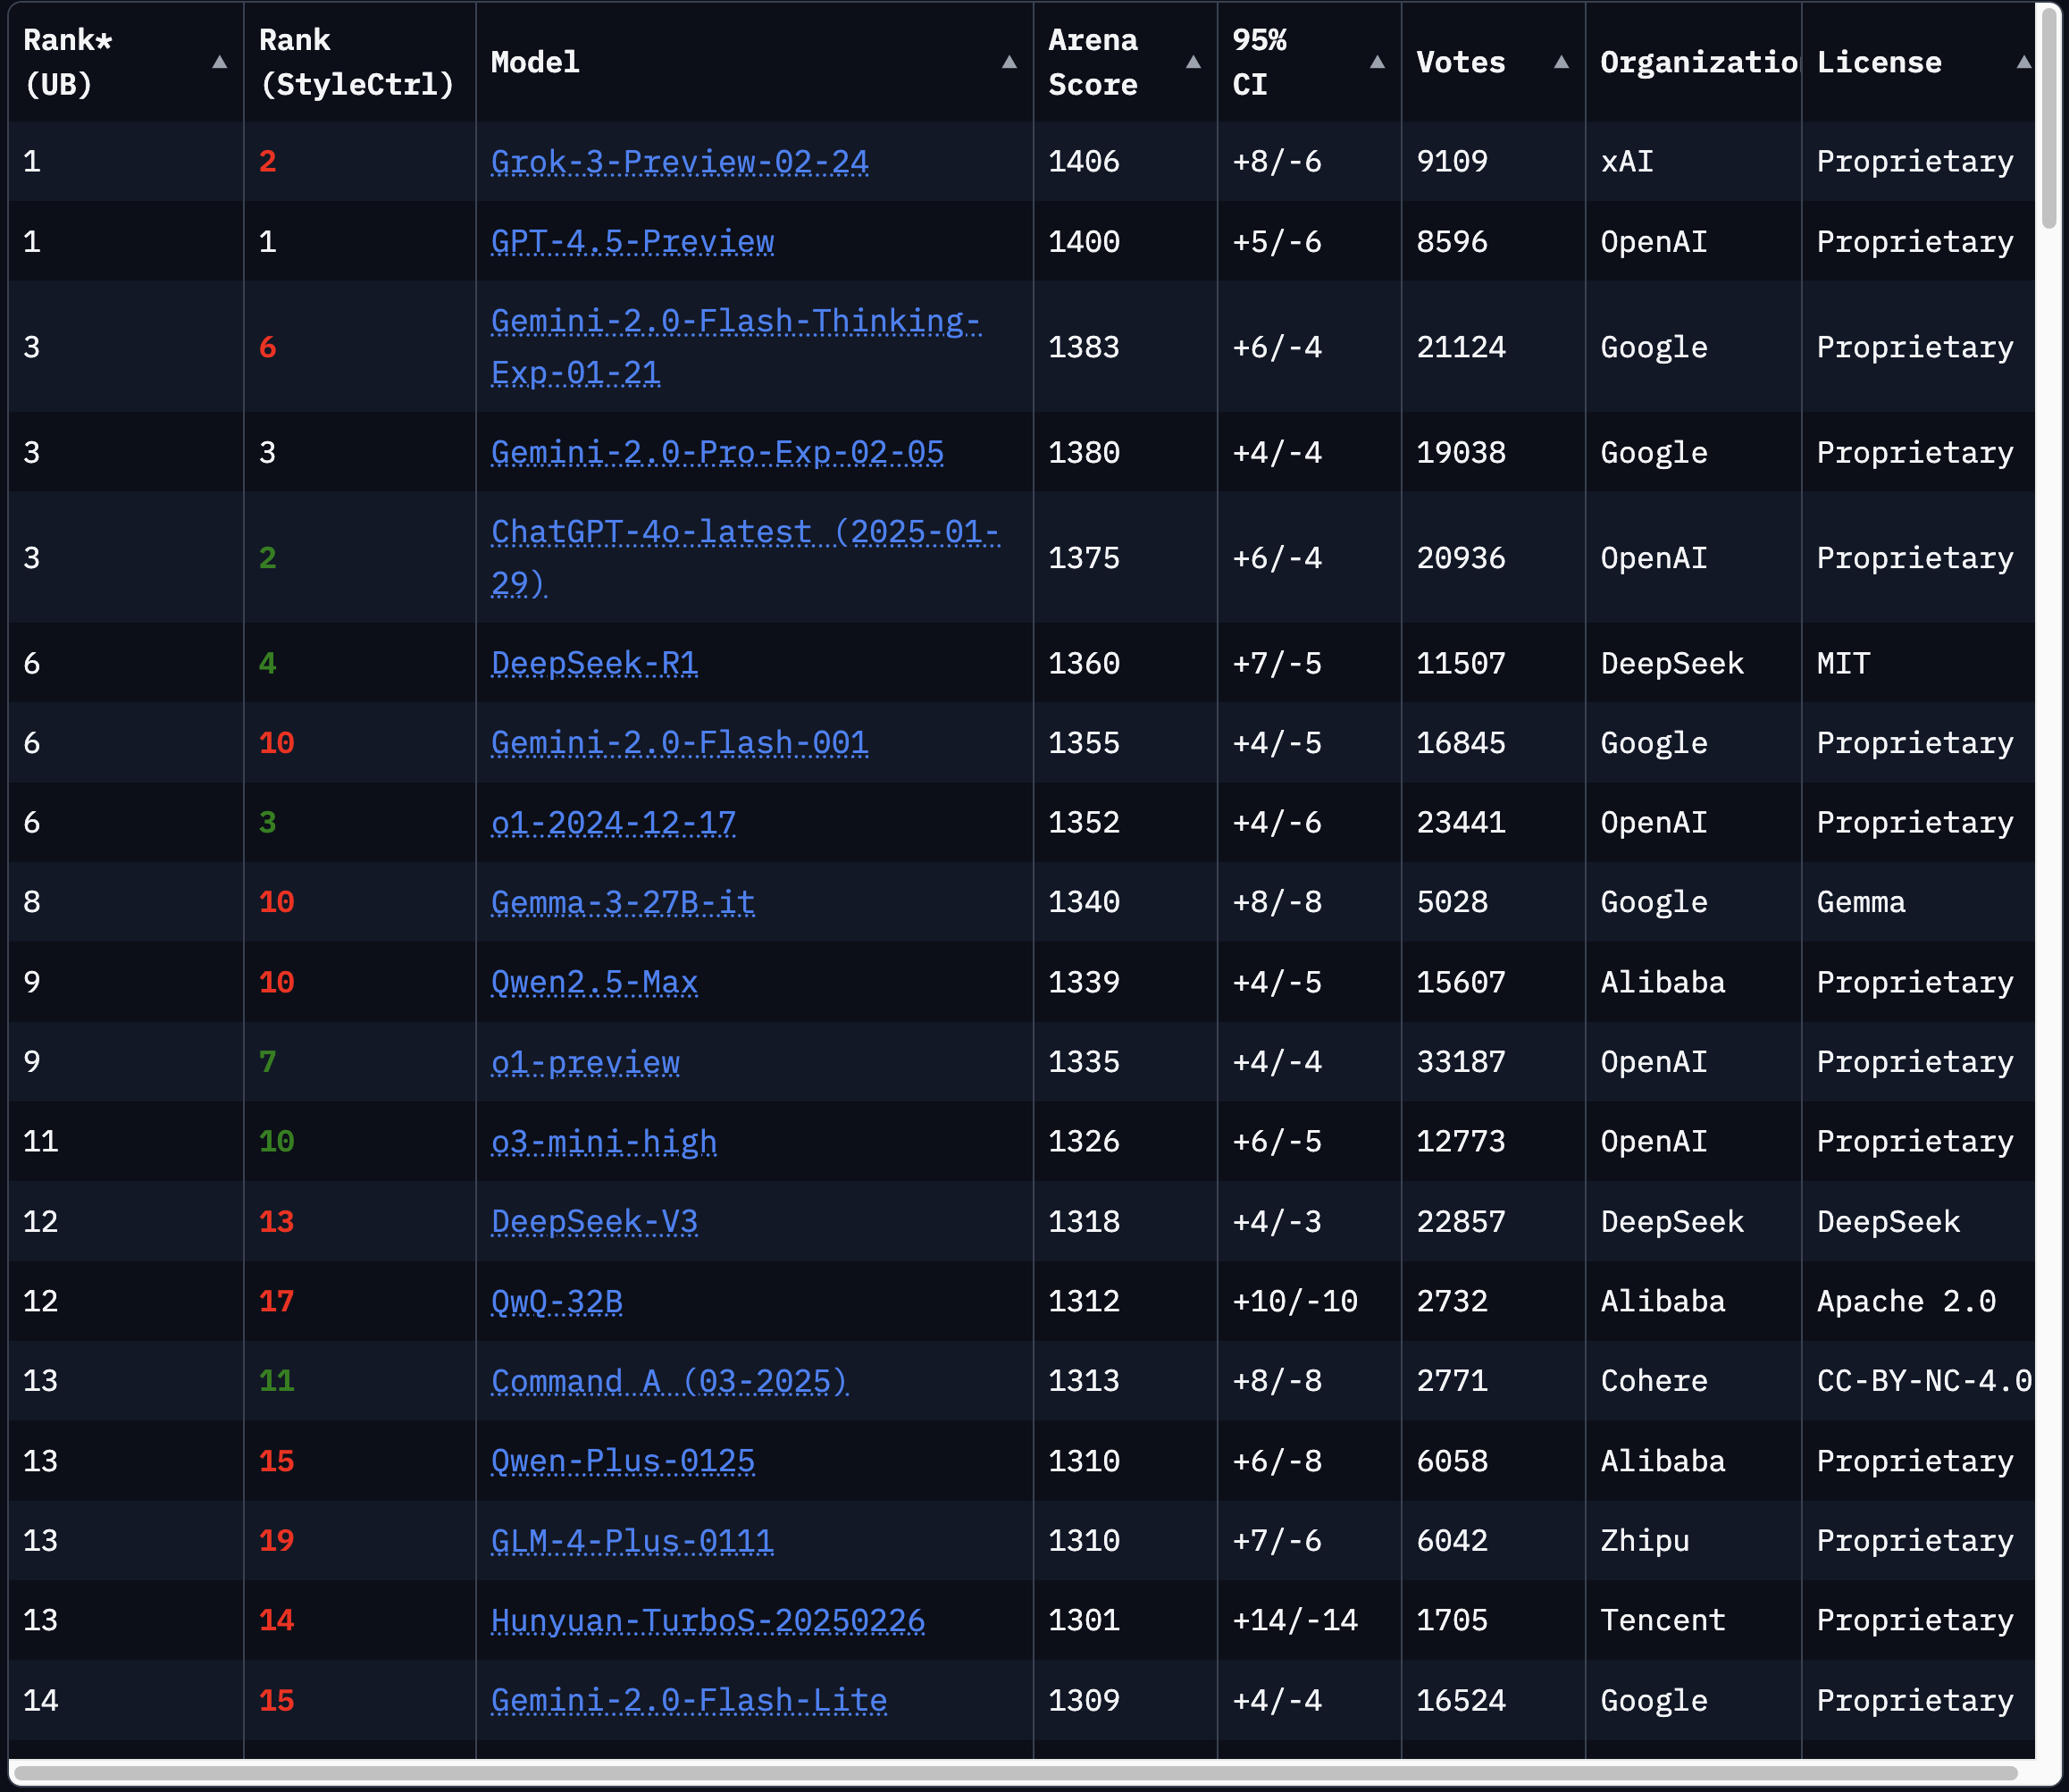 Rank* (UB) ▲ Rank (StyleCtrl) Model ▲ Arena Score ▲ 95% CI ▲ Votes ▲ Organizatio License ▲
1 2 Grok-3-Preview-02-24 1406 +8/-6 9109 xAI Proprietary
1 1 GPT-4.5-Preview 1400 +5/-6 8596 OpenAI Proprietary
3 6 Gemini-2.0-Flash-Thinking-Exp-01-21 1383 +6/-4 21124 Google Proprietary
3 3 Gemini-2.0-Pro-Exp-02-05 1380 +4/-4 19038 Google Proprietary
3 2 ChatGPT-4o-latest (2025-01-29) 1375 +6/-4 20936 OpenAI Proprietary
6 4 DeepSeek-R1 1360 +7/-5 11507 DeepSeek MIT
6 10 Gemini-2.0-Flash-001 1355 +4/-5 16845 Google Proprietary
6 3 o1-2024-12-17 1352 +4/-6 23441 OpenAI Proprietary
8 10 Gemma-3-27B-it 1340 +8/-8 5028 Google Gemma
9 10 Qwen2.5-Max 1339 +4/-5 15607 Alibaba Proprietary
9 7 o1-preview 1335 +4/-4 33187 OpenAI Proprietary
11 10 o3-mini-high 1326 +6/-5 12773 OpenAI Proprietary
12 13 DeepSeek-V3 1318 +4/-3 22857 DeepSeek DeepSeek
12 17 QwQ-32B 1312 +10/-10 2732 Alibaba Apache 2.0
13 11 Command A (03-2025) 1313 +8/-8 2771 Cohere CC-BY-NC-4.0
13 15 Qwen-Plus-0125 1310 +6/-8 6058 Alibaba Proprietary
13 19 GLM-4-Plus-0111 1310 +7/-6 6042 Zhipu Proprietary
13 14 Hunyuan-TurboS-20250226 1301 +14/-14 1705 Tencent Proprietary
14 15 Gemini-2.0-Flash-Lite 1309 +4/-4 16524 Google Proprietary